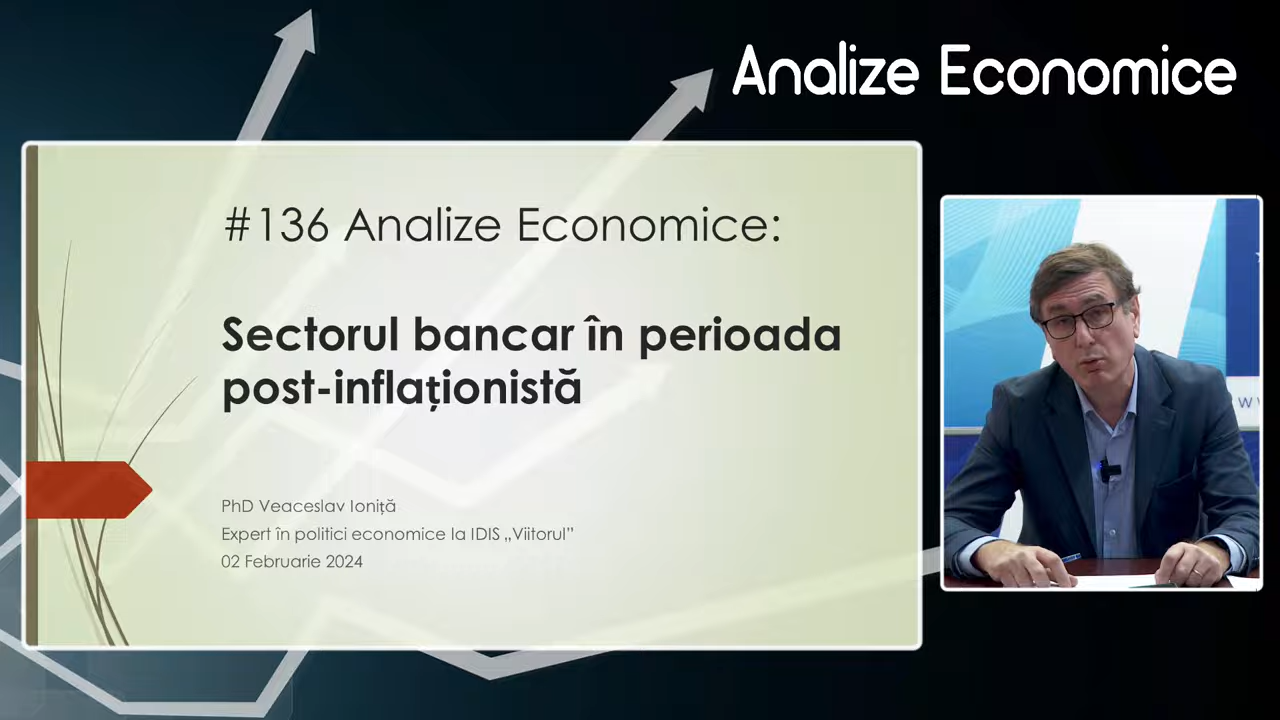 Analize Economice
#136 Analize Economice:
Sectorul bancar în perioada
post-inflaționistă
PhD Veaceslav Ioniță
Expert în politici economice la IDIS „Viitorul”
02 Februarie 2024